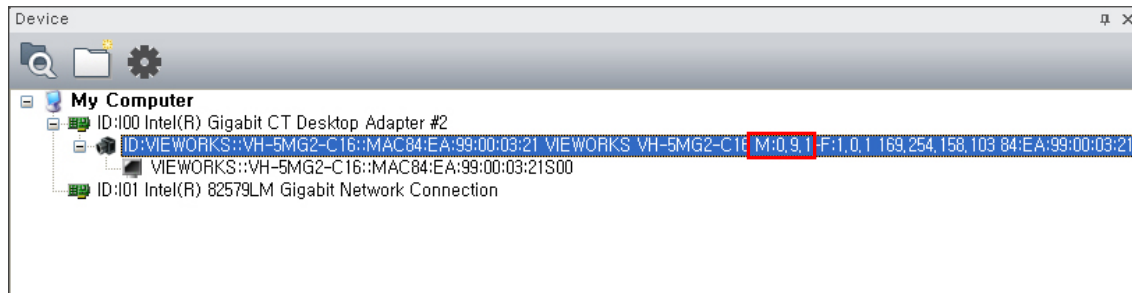 Device
My Computer
ID:I00 Intel(R) Gigabit CT Desktop Adapter #2
ID:VIEWORKS::VH-5MG2-C16::MAC84:EA:99:00:03:21 VIEWORKS VH-5MG2-C16 M:0,9,1-F:1,0,1 169,254,158,103 84:EA:99:00:03:21
VIEWORKS::VH-5MG2-C16::MAC84:EA:99:00:03:21S00
ID:I01 Intel(R) 82579LM Gigabit Network Connection